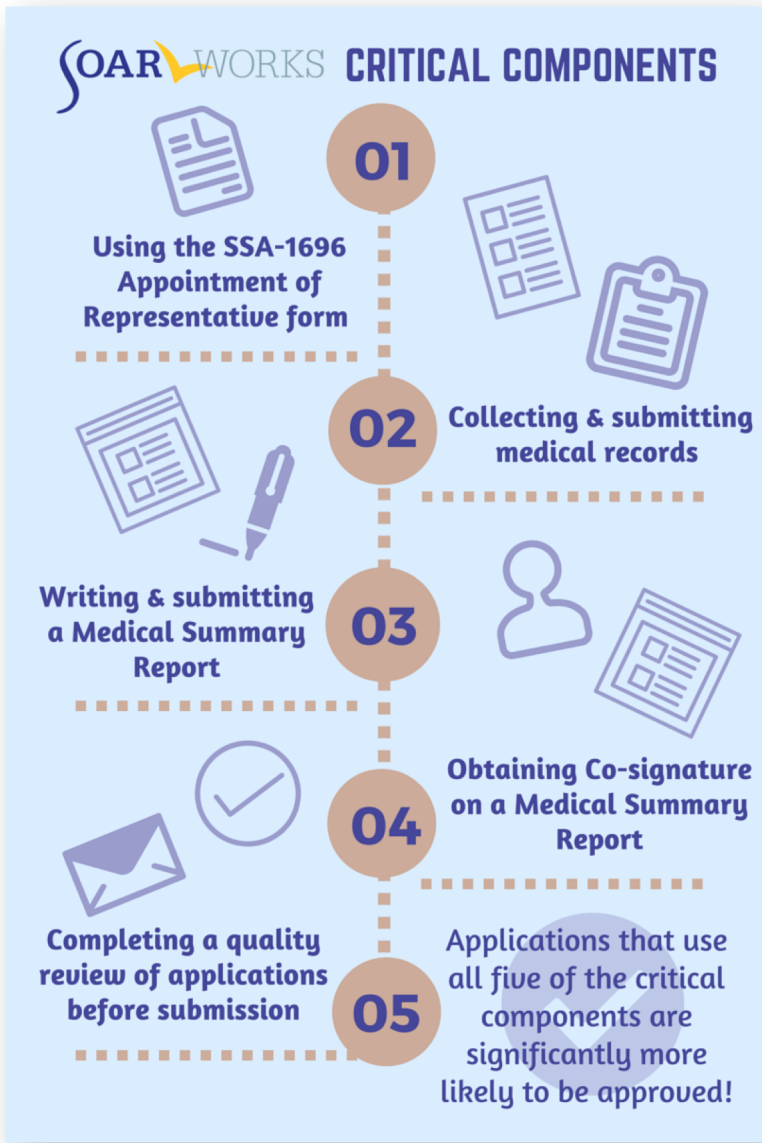 SOAR WORKS CRITICAL COMPONENTS
01
Using the SSA-1696
Appointment of
Representative form
02
Collecting & submitting
medical records
03
Writing & submitting
a Medical Summary
Report
04
Obtaining Co-signature
on a Medical Summary
Report
05
Completing a quality
review of applications
before submission
Applications that use
all five of the critical
components are
significantly more
likely to be approved!